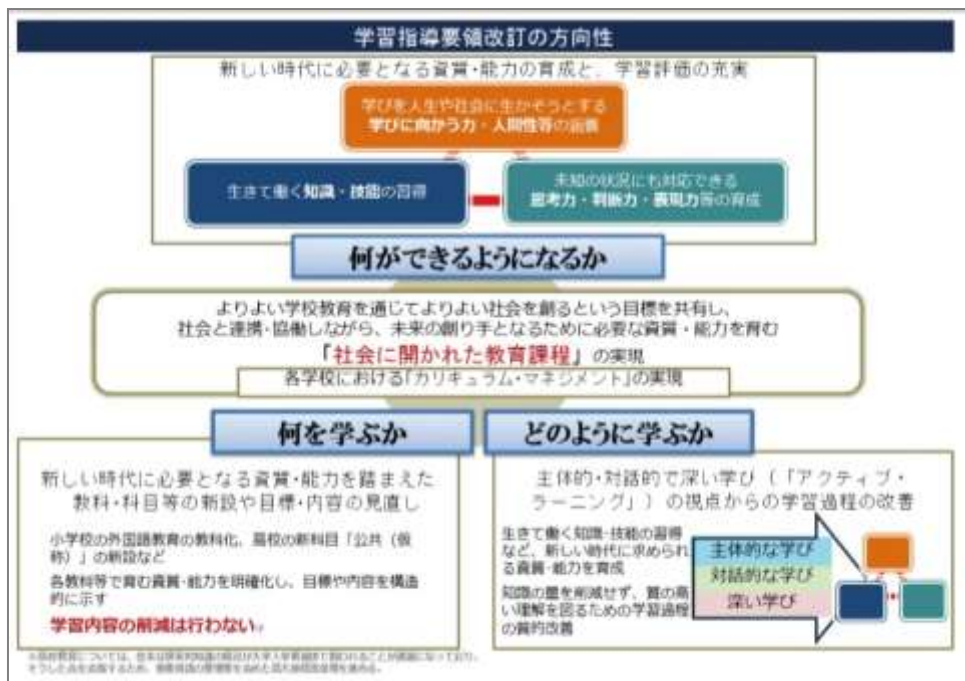 学習指導要領改訂の方向性
新しい時代に必要となる資質・能力の育成と、学習評価の充実
学びを人生や社会に生かそうとする
学びに向かう力・人間性等の涵養
生きて働く知識・技能の習得
未知の状況にも対応できる
思考力・判断力・表現力等の育成
何ができるようになるか
よりよい学校教育を通じてよりよい社会を創るという目標を共有し、
社会と連携・協働しながら、未来の創り手となるために必要な資質・能力を育む
「社会に開かれた教育課程」の実現
各学校における「カリキュラム・マネジメント」の実現
何を学ぶか
新しい時代に必要となる資質・能力を踏まえた
教科・科目等の新設や目標・内容の見直し
小学校の外国語教育の教科化、高校の新科目「公共（仮
称）」の新設など
各教科等で育む資質・能力を明確化し、目標や内容を構造
的に示す
学習内容の削減は行わない
どのように学ぶか
主体的・対話的で深い学び（「アクティブ・
ラーニング」）の視点からの学習過程の改善
生きて働く知識・技能の習得
など、新しい時代に求められ
る資質・能力を育成
知識の量を削減せず、質の高
い理解を図るための学習過程
の質的改善
主体的な学び
対話的な学び
深い学び